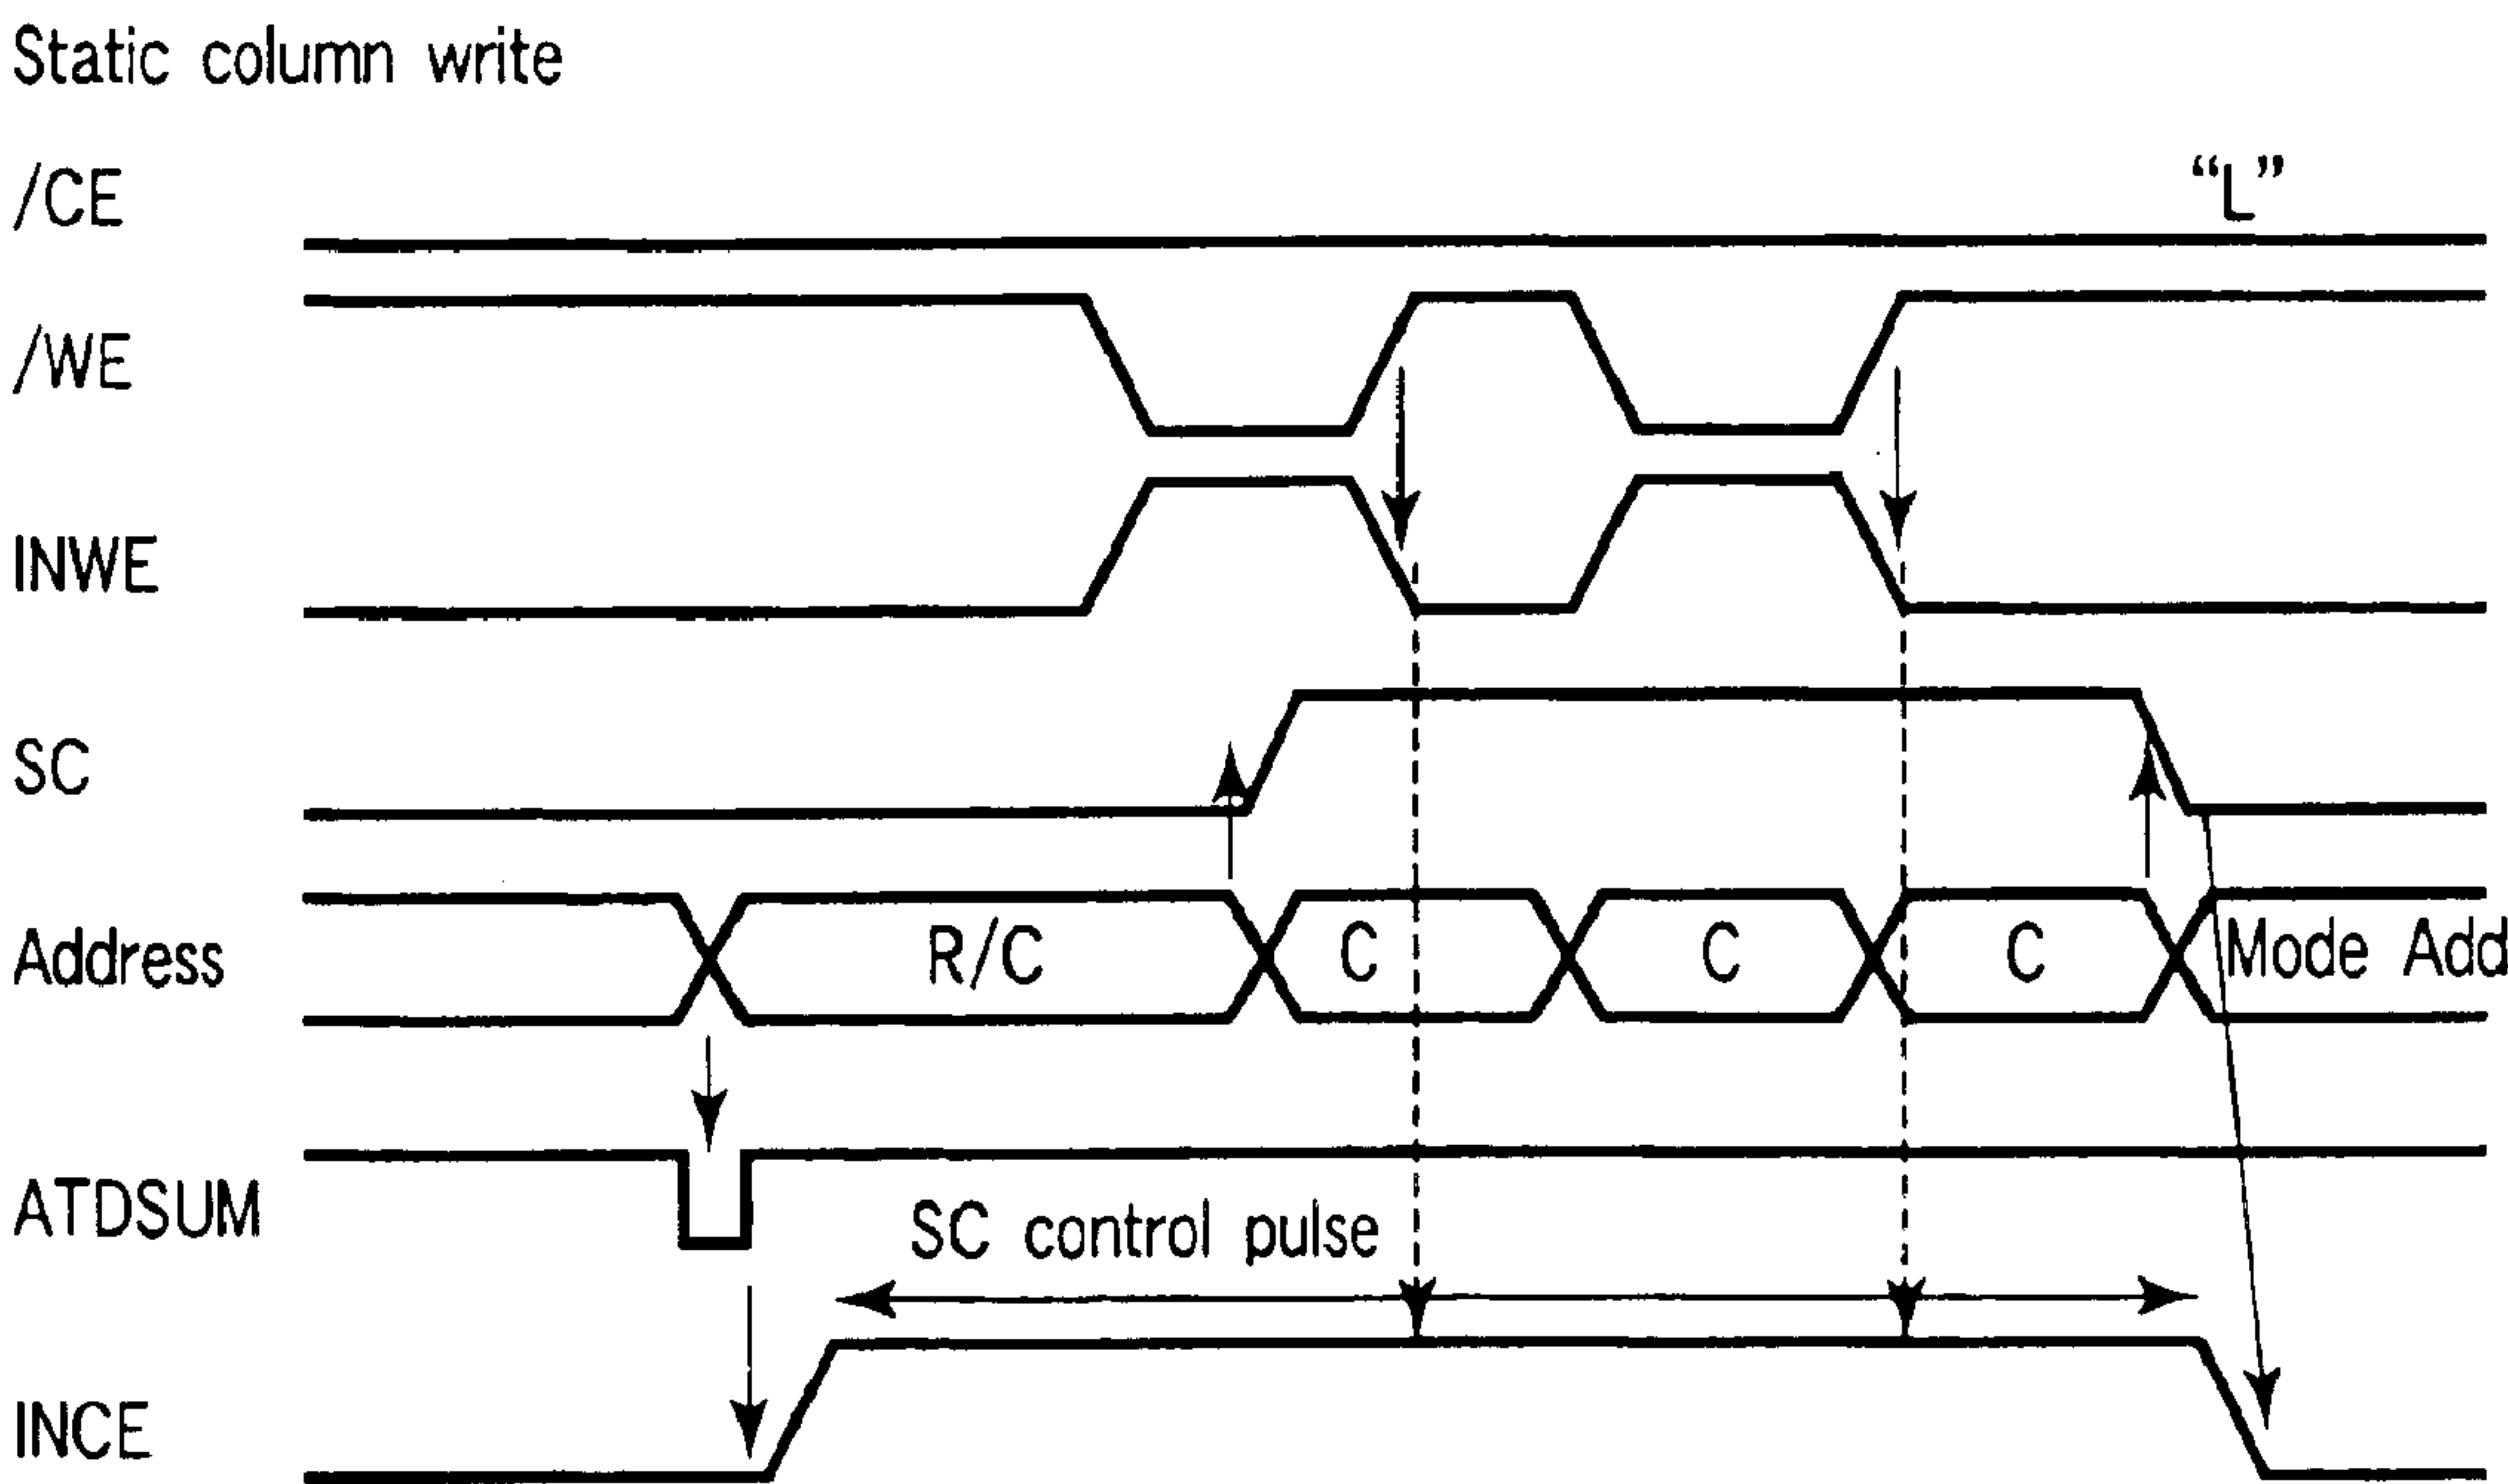 Static column write
/CE “L”
/WE
INWE
SC
Address R/C C C C Mode Add
ATDSUM
SC control pulse
INCE